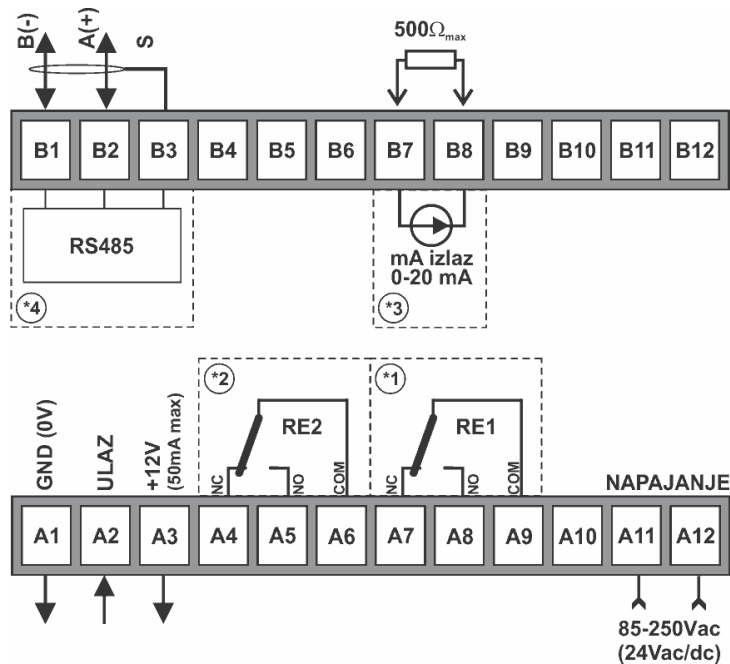 B(-)
A(+)
S
500Ωmax
B1 B2 B3 B4 B5 B6 B7 B8 B9 B10 B11 B12
RS485
mA izlaz
0-20 mA
*4
*3
*2
*1
GND (0V)
ULAZ
+12V
(50mA max)
RE2
RE1
NC
NO
COM
NC
NO
COM
NAPAJANJE
A1 A2 A3 A4 A5 A6 A7 A8 A9 A10 A11 A12
85-250Vac
(24Vac/dc)